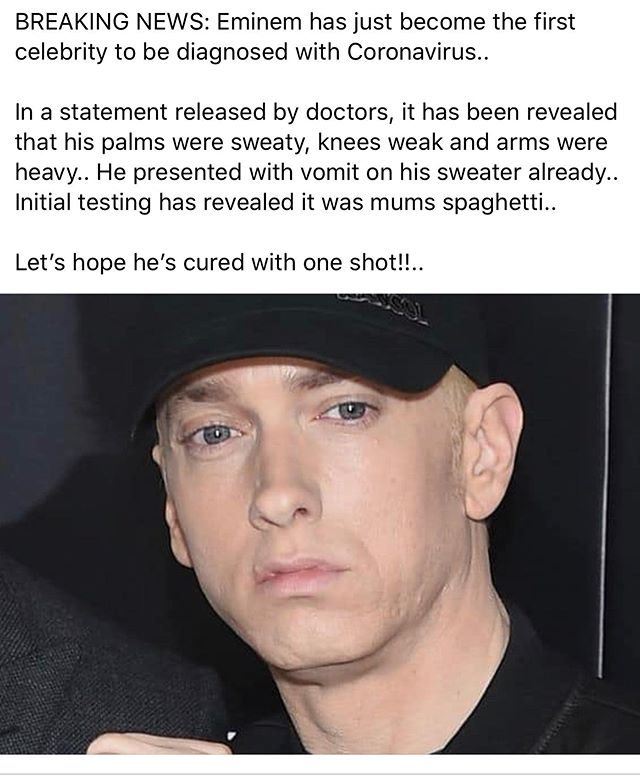 BREAKING NEWS: Eminem has just become the first
celebrity to be diagnosed with Coronavirus..
In a statement released by doctors, it has been revealed
that his palms were sweaty, knees weak and arms were
heavy.. He presented with vomit on his sweater already..
Initial testing has revealed it was mums spaghetti..
Let’s hope he’s cured with one shot!!..